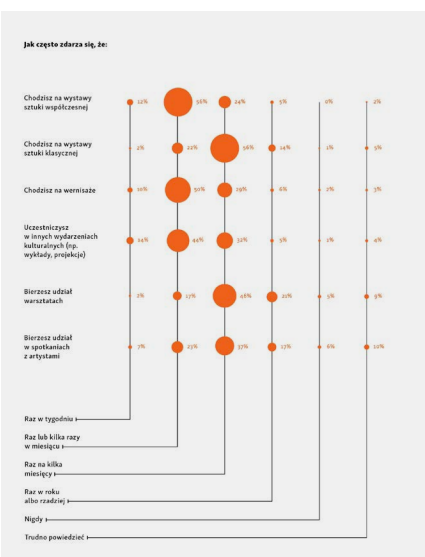 Jak często zdarza się, że:
Chodzisz na wystawy
sztuki współczesnej
12% 56% 24% 5% 0% 2%
Chodzisz na wystawy
sztuki klasycznej
2% 22% 56% 14% 1% 5%
Chodzisz na wernisaże
10% 50% 29% 6% 2% 3%
Uczestniczysz
w innych wydarzeniach
kulturalnych (np.
wykłady, projekcje)
14% 44% 32% 5% 1% 4%
Bierzesz udział
warsztatach
2% 17% 46% 21% 5% 9%
Bierzesz udział
w spotkaniach
z artystami
7% 23% 37% 17% 6% 10%
Raz w tygodniu
Raz lub kilka razy
w miesiącu
Raz na kilka
miesięcy
Raz w roku
albo rzadziej
Nigdy
Trudno powiedzieć